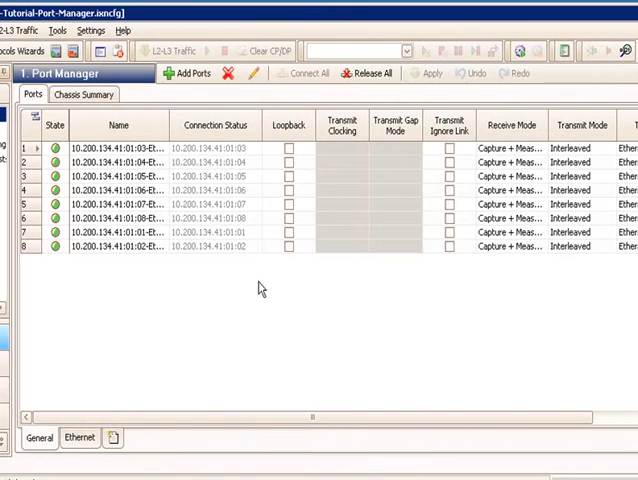 -Tutorial-Port-Manager.ixncfg]
2-L3 Traffic Tools Settings Help
ocols Wizards L2-L3 Traffic Clear CP/DP
1. Port Manager Add Ports Connect All Release All Apply Undo Redo
Ports Chassis Summary
State Name Connection Status Loopback Transmit Clocking Transmit Gap Mode Transmit Ignore Link Receive Mode Transmit Mode
1 10.200.134.41:01:03-Et... 10.200.134.41:01:03 Capture + Meas... Interleaved Ether
2 10.200.134.41:01:04-Et... 10.200.134.41:01:04 Capture + Meas... Interleaved Ether
3 10.200.134.41:01:05-Et... 10.200.134.41:01:05 Capture + Meas... Interleaved Ether
4 10.200.134.41:01:06-Et... 10.200.134.41:01:06 Capture + Meas... Interleaved Ether
5 10.200.134.41:01:07-Et... 10.200.134.41:01:07 Capture + Meas... Interleaved Ether
6 10.200.134.41:01:08-Et... 10.200.134.41:01:08 Capture + Meas... Interleaved Ether
7 10.200.134.41:01:01-Et... 10.200.134.41:01:01 Capture + Meas... Interleaved Ether
8 10.200.134.41:01:02-Et... 10.200.134.41:01:02 Capture + Meas... Interleaved Ether
General Ethernet